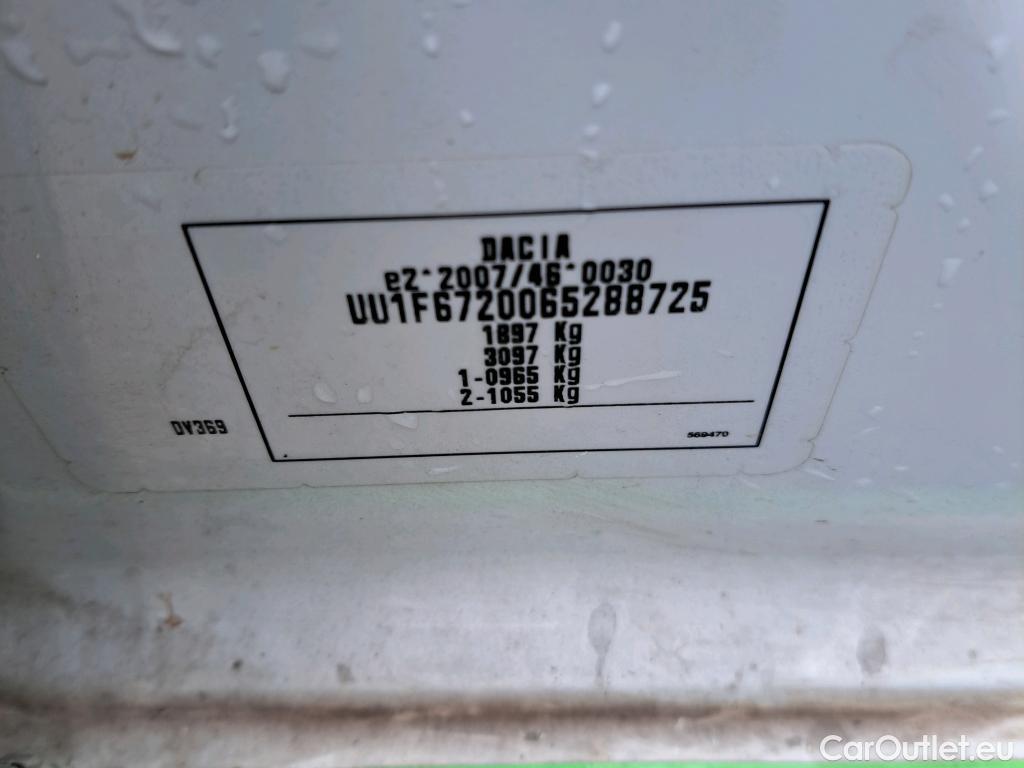 DACIA
e2*2007/46*0030
UU1F6720065288725
1897 Kg
3097 Kg
1-0965 Kg
2-1055 Kg
DV369
569470
CarOutlet.eu